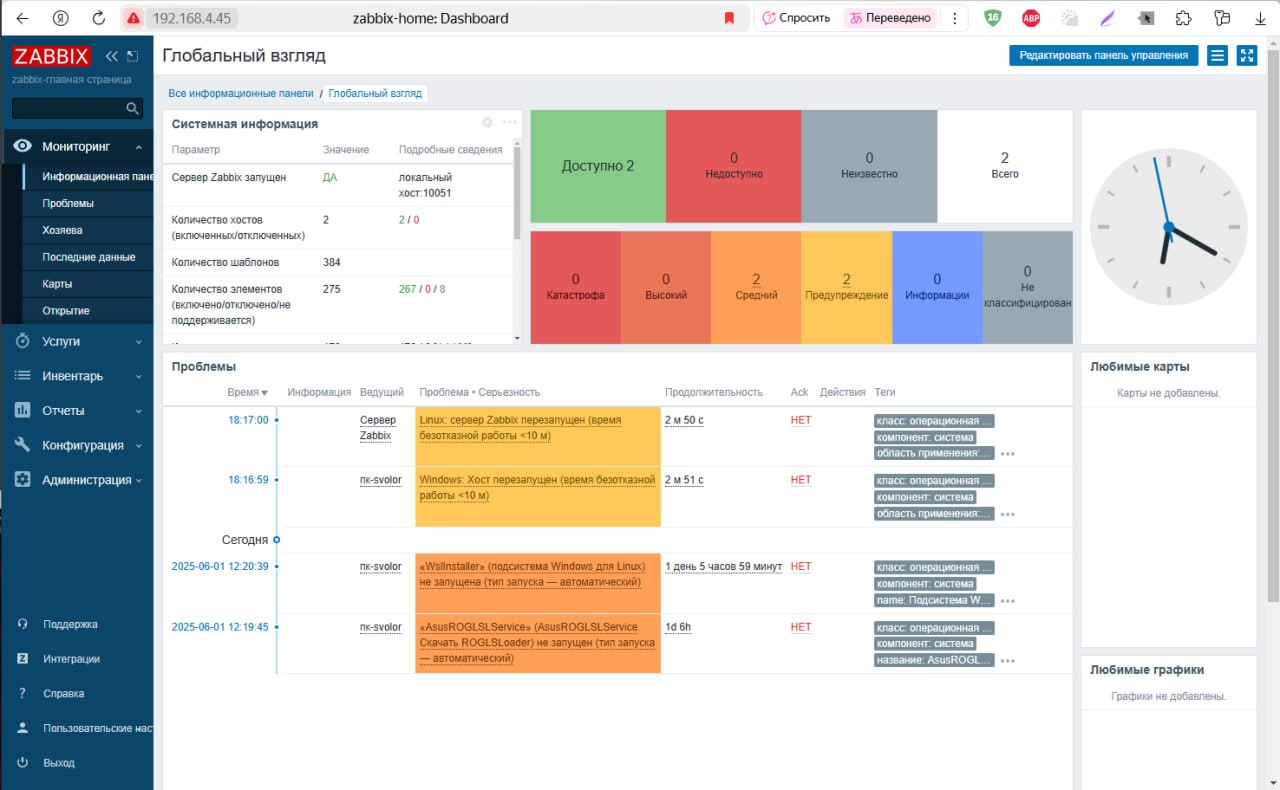 192.168.4.45
zabbix-home: Dashboard
Спросить
Переведено
16
ABP
ZABBIX
zabbix-главная страница
Мониторинг
Информационная пане
Проблемы
Хозяева
Последние данные
Карты
Открытие
Услуги
Инвентарь
Отчеты
Конфигурация
Администрация
Поддержка
Z Интеграции
? Справка
Пользовательские наст
Выход
Глобальный взгляд
Редактировать панель управления
Все информационные панели / Глобальный взгляд
Системная информация
Параметр Значение Подробные сведения
Сервер Zabbix запущен ДА локальный
хост:10051
Количество хостов 2 2 / 0
(включенных/отключенных)
Количество шаблонов 384
Количество элементов 275 267 / 0 / 8
(включено/отключено/не
поддерживается)
Доступно 2
0
Недоступно
0
Неизвестно
2
Всего
0
Катастрофа
0
Высокий
2
Средний
2
Предупреждение
0
Информации
0
Не
классифицирован
Проблемы
Время Информация Ведущий Проблема • Серьезность Продолжительность Ack Действия Теги
18:17:00 Сервер Linux: сервер Zabbix перезапущен (время 2 м 50 с НЕТ класс: операционная ...
Zabbix безотказной работы <10 м) компонент: система
область применения:...
18:16:59 пк-svolor Windows: Хост перезапущен (время безотказной 2 м 51 с НЕТ класс: операционная ...
работы <10 м) компонент: система
область применения:...
Сегодня
2025-06-01 12:20:39 пк-svolor «WslInstaller» (подсистема Windows для Linux) 1 день 5 часов 59 минут НЕТ класс: операционная ...
не запущена (тип запуска — автоматический) компонент: система
name: Подсистема W...
2025-06-01 12:19:45 пк-svolor «AsusROGLSLService» (AsusROGLSLService 1d 6h НЕТ класс: операционная ...
Скачать ROGLSLoader) не запущен (тип запуска компонент: система
— автоматический) название: AsusROGL...
Любимые карты
Карты не добавлены.
Любимые графики
Графики не добавлены.